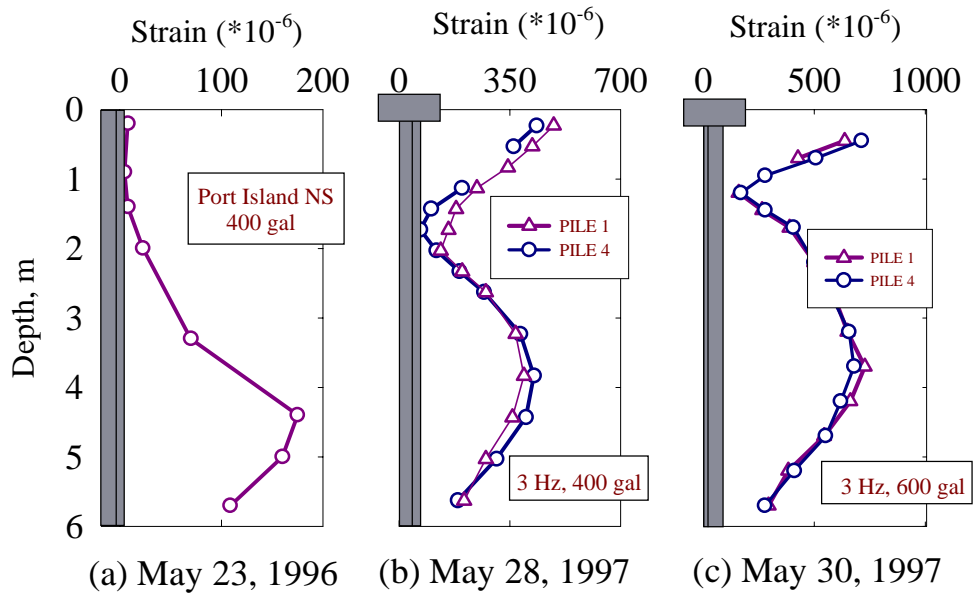 Strain (*10⁻⁶)
Strain (*10⁻⁶)
Strain (*10⁻⁶)
0 100 200
0 350 700
0 500 1000
Depth, m
0
1
2
3
4
5
6
Port Island NS
400 gal
PILE 1
PILE 4
3 Hz, 400 gal
PILE 1
PILE 4
3 Hz, 600 gal
(a) May 23, 1996
(b) May 28, 1997
(c) May 30, 1997